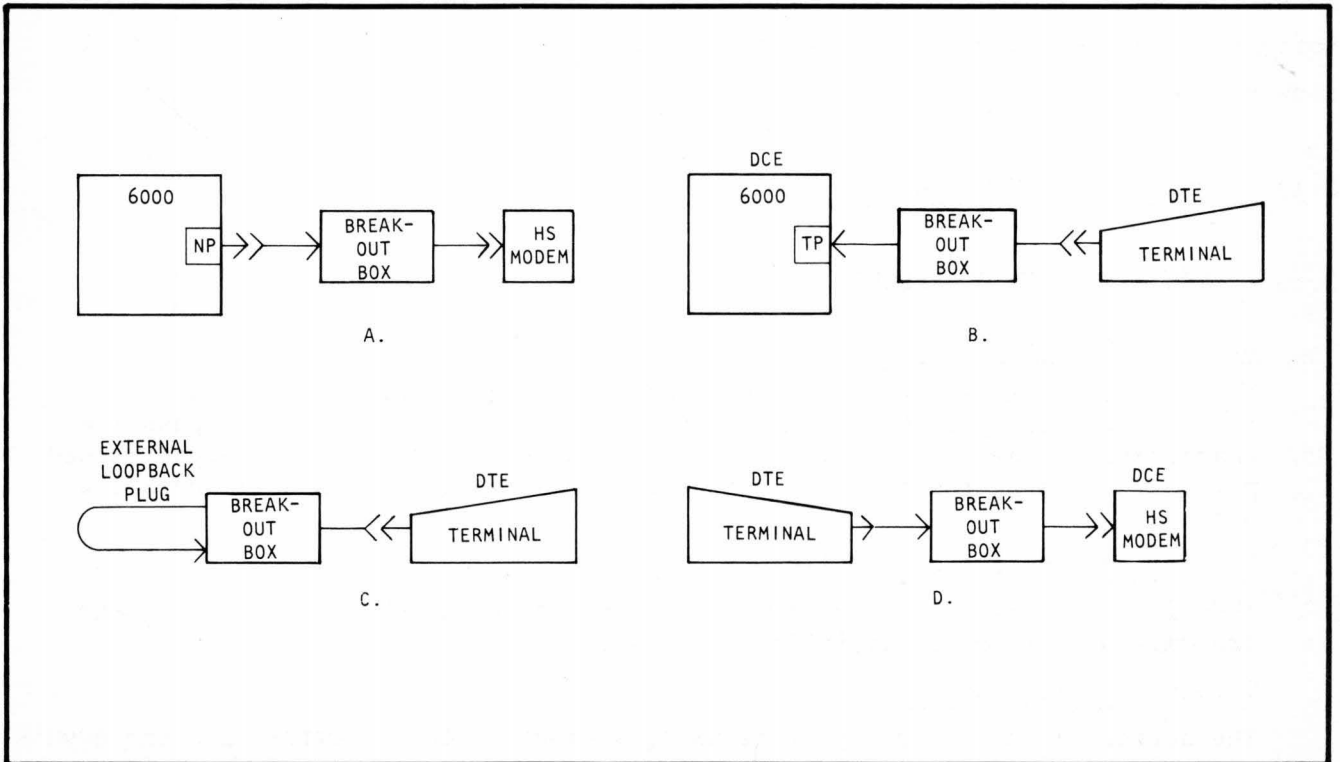 6000
NP
BREAK-
OUT
BOX
HS
MODEM
A.
DCE
6000
TP
BREAK-
OUT
BOX
DTE
TERMINAL
B.
EXTERNAL
LOOPBACK
PLUG
BREAK-
OUT
BOX
DTE
TERMINAL
C.
DTE
TERMINAL
BREAK-
OUT
BOX
DCE
HS
MODEM
D.